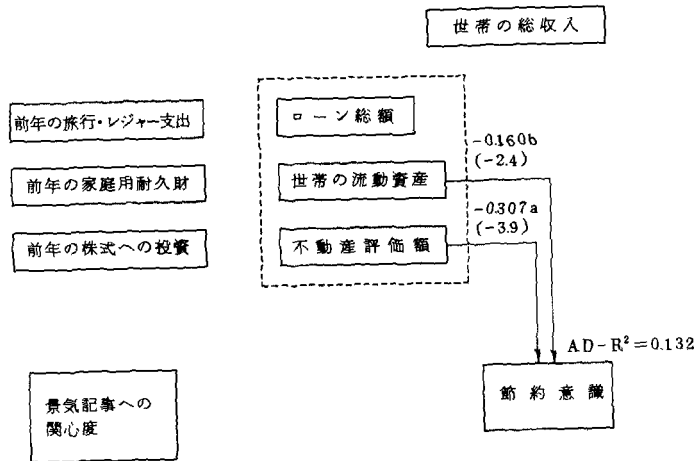 世帯の総収入
前年の旅行・レジャー支出
ローン総額
-0.160b
(-2.4)
前年の家庭用耐久財
世帯の流動資産
-0.307a
(-3.9)
前年の株式への投資
不動産評価額
AD-R²=0.132
節約意識
景気記事への
関心度